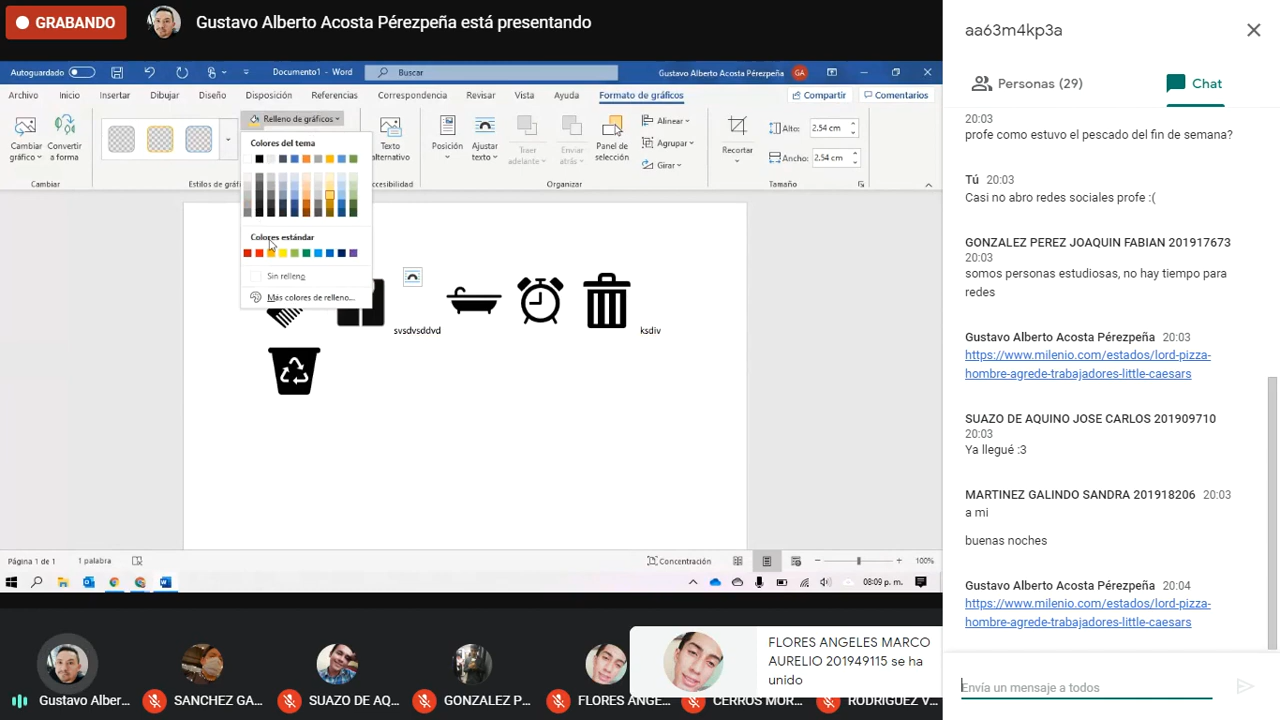 GRABANDO
Gustavo Alberto Acosta Pérezpeña está presentando
Autoguardado
Documento1 - Word
Buscar
Gustavo Alberto Acosta Pérezpeña
GA
Archivo
Inicio
Insertar
Dibujar
Diseño
Disposición
Referencias
Correspondencia
Revisar
Vista
Ayuda
Formato de gráficos
Compartir
Comentarios
Cambiar gráfico
Convertir a forma
Cambiar
Relleno de gráficos
Colores del tema
Colores estándar
Sin relleno
Más colores de relleno...
Estilos de grá
Texto alternativo
ccesibilidad
Posición
Ajustar texto
Traer adelante
Enviar atrás
Panel de selección
Alinear
Agrupar
Girar
Organizar
Recortar
Alto: 2.54 cm
Ancho: 2.54 cm
Tamaño
svsdvsddvd
ksdiv
Página 1 de 1
1 palabra
Concentración
100%
08:09 p. m.
Gustavo Alber...
SANCHEZ GA...
SUAZO DE AQ...
GONZALEZ P...
FLORES ANGE...
CERROS MOR...
RODRIGUEZ V...
FLORES ANGELES MARCO
AURELIO 201949115 se ha
unido
aa63m4kp3a
Personas (29)
Chat
20:03
profe como estuvo el pescado del fin de semana?
Tú 20:03
Casi no abro redes sociales profe :(
GONZALEZ PEREZ JOAQUIN FABIAN 201917673
20:03
somos personas estudiosas, no hay tiempo para
redes
Gustavo Alberto Acosta Pérezpeña 20:03
https://www.milenio.com/estados/lord-pizza-
hombre-agrede-trabajadores-little-caesars
SUAZO DE AQUINO JOSE CARLOS 201909710
20:03
Ya llegué :3
MARTINEZ GALINDO SANDRA 201918206 20:03
a mi
buenas noches
Gustavo Alberto Acosta Pérezpeña 20:04
https://www.milenio.com/estados/lord-pizza-
hombre-agrede-trabajadores-little-caesars
Envía un mensaje a todos